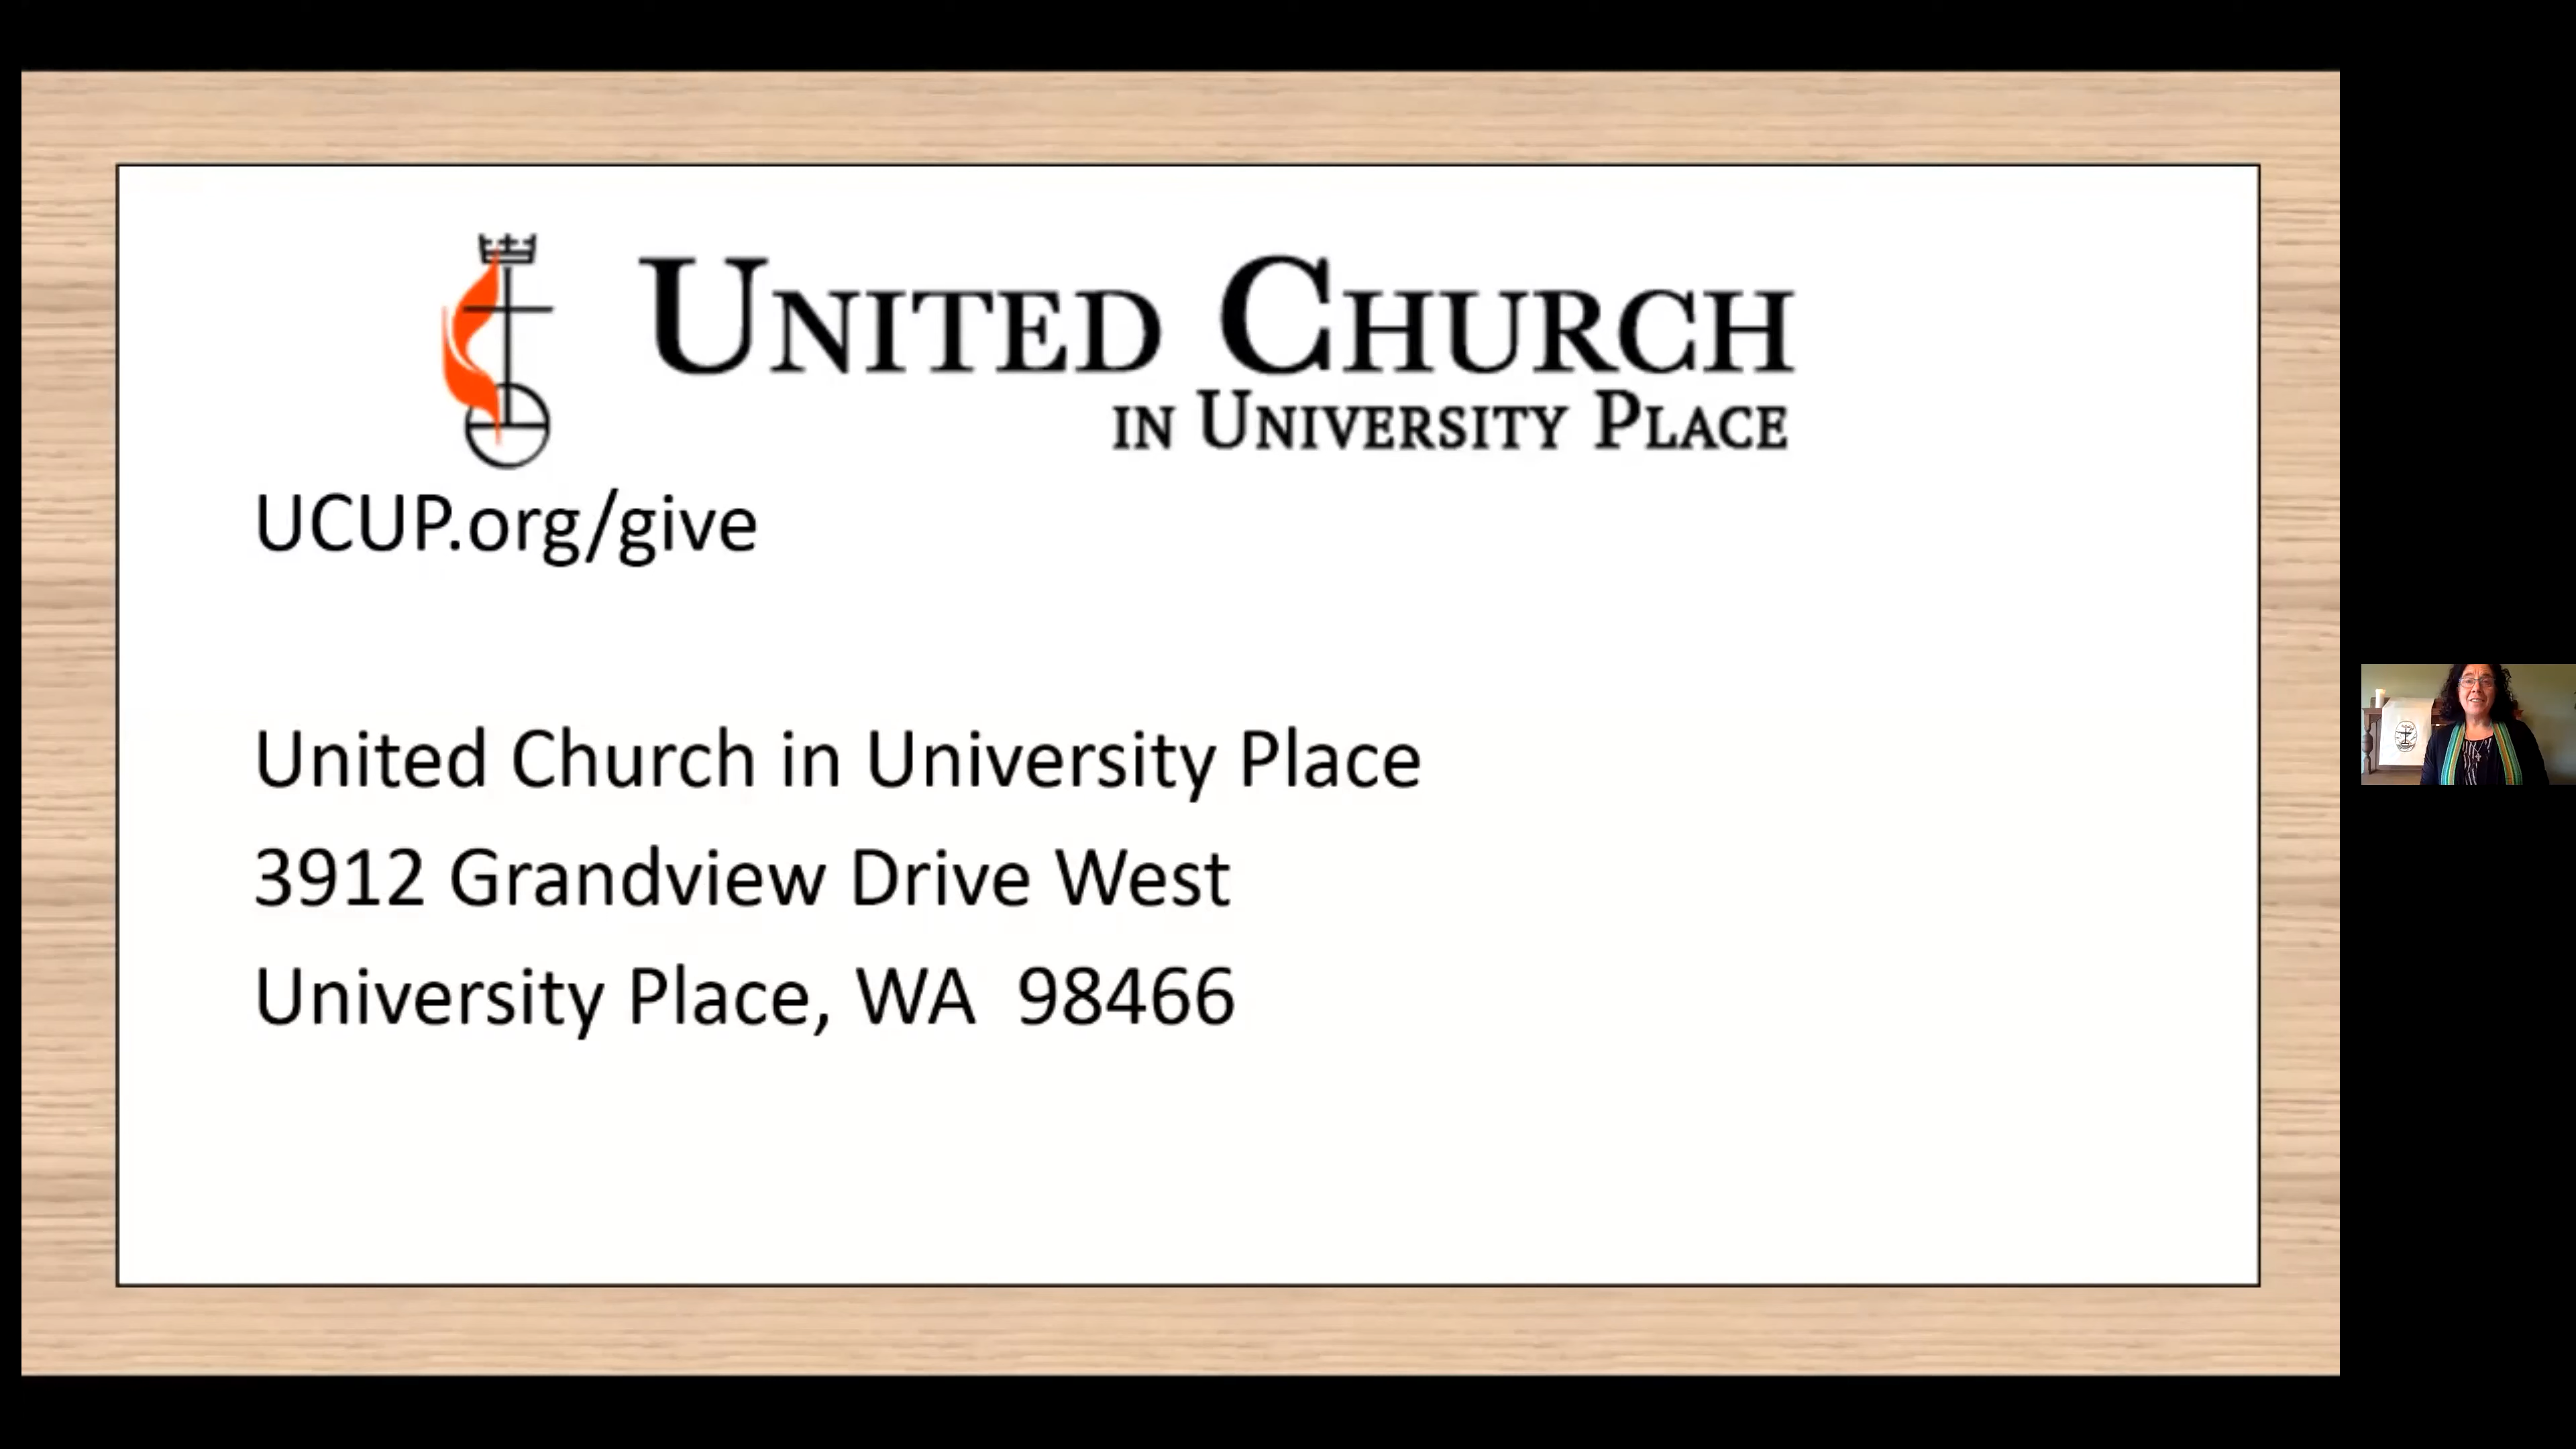 UNITED CHURCH
IN UNIVERSITY PLACE
UCUP.org/give
United Church in University Place
3912 Grandview Drive West
University Place, WA  98466